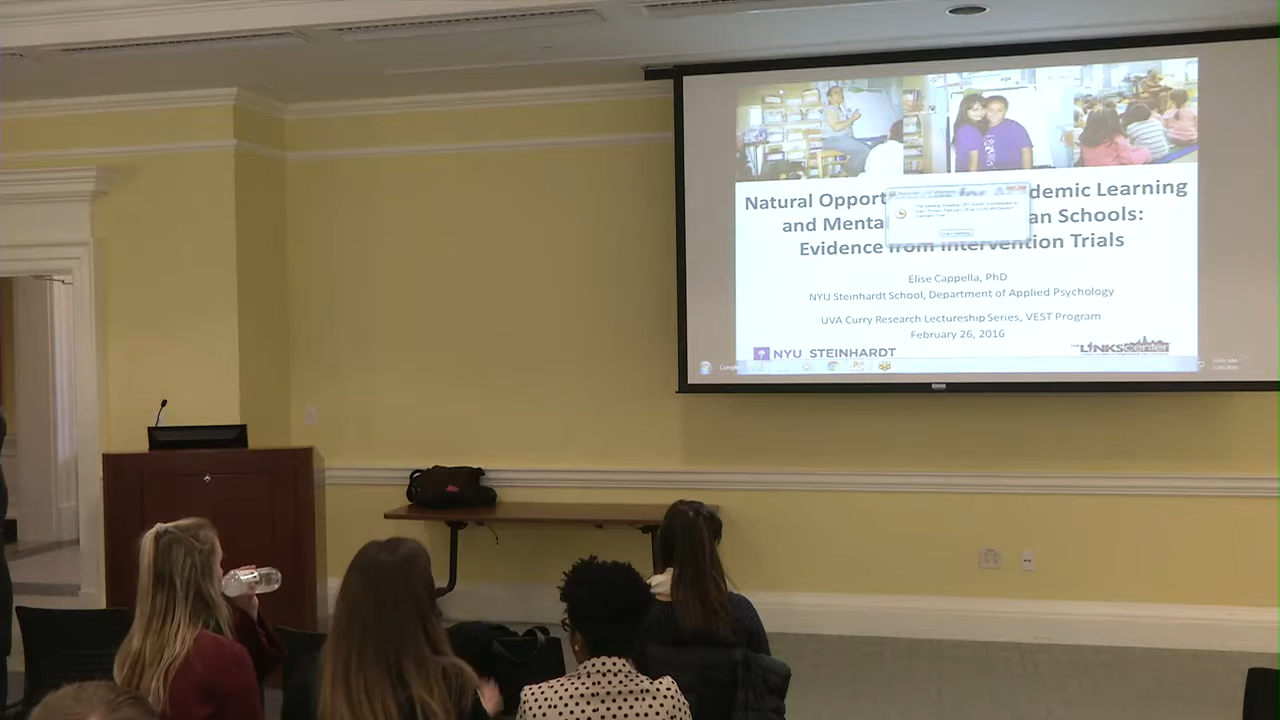 Natural Opport demic Learning
and Menta an Schools:
Evidence from Intervention Trials
Elise Cappella, PhD
NYU Steinhardt School, Department of Applied Psychology
UVA Curry Research Lectureship Series, VEST Program
February 26, 2016
NYU STEINHARDT
LINKS center
Google